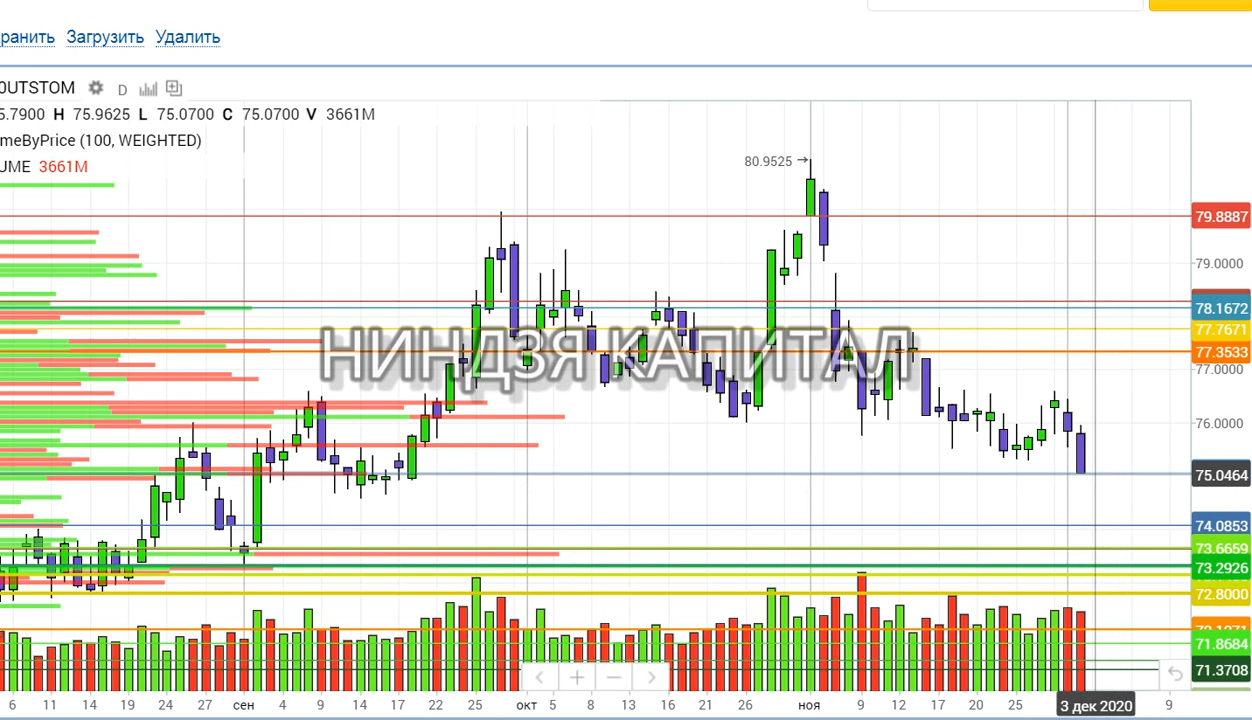 ранить Загрузить Удалить
0UTSTOM D
5.7900 H 75.9625 L 75.0700 C 75.0700 V 3661M
meByPrice (100, WEIGHTED)
UME 3661M
80.9525
79.8887
79.0000
78.1672
77.7671
НИНДЗЯ КАПИТАЛ
77.3533
77.0000
76.0000
75.0464
74.0853
73.6659
73.2926
72.8000
71.8684
71.3708
6 11 14 19 24 27 сен 4 9 14 17 22 25 окт 5 8 13 16 21 26 ноя 9 12 17 20 25 3 дек 2020 9